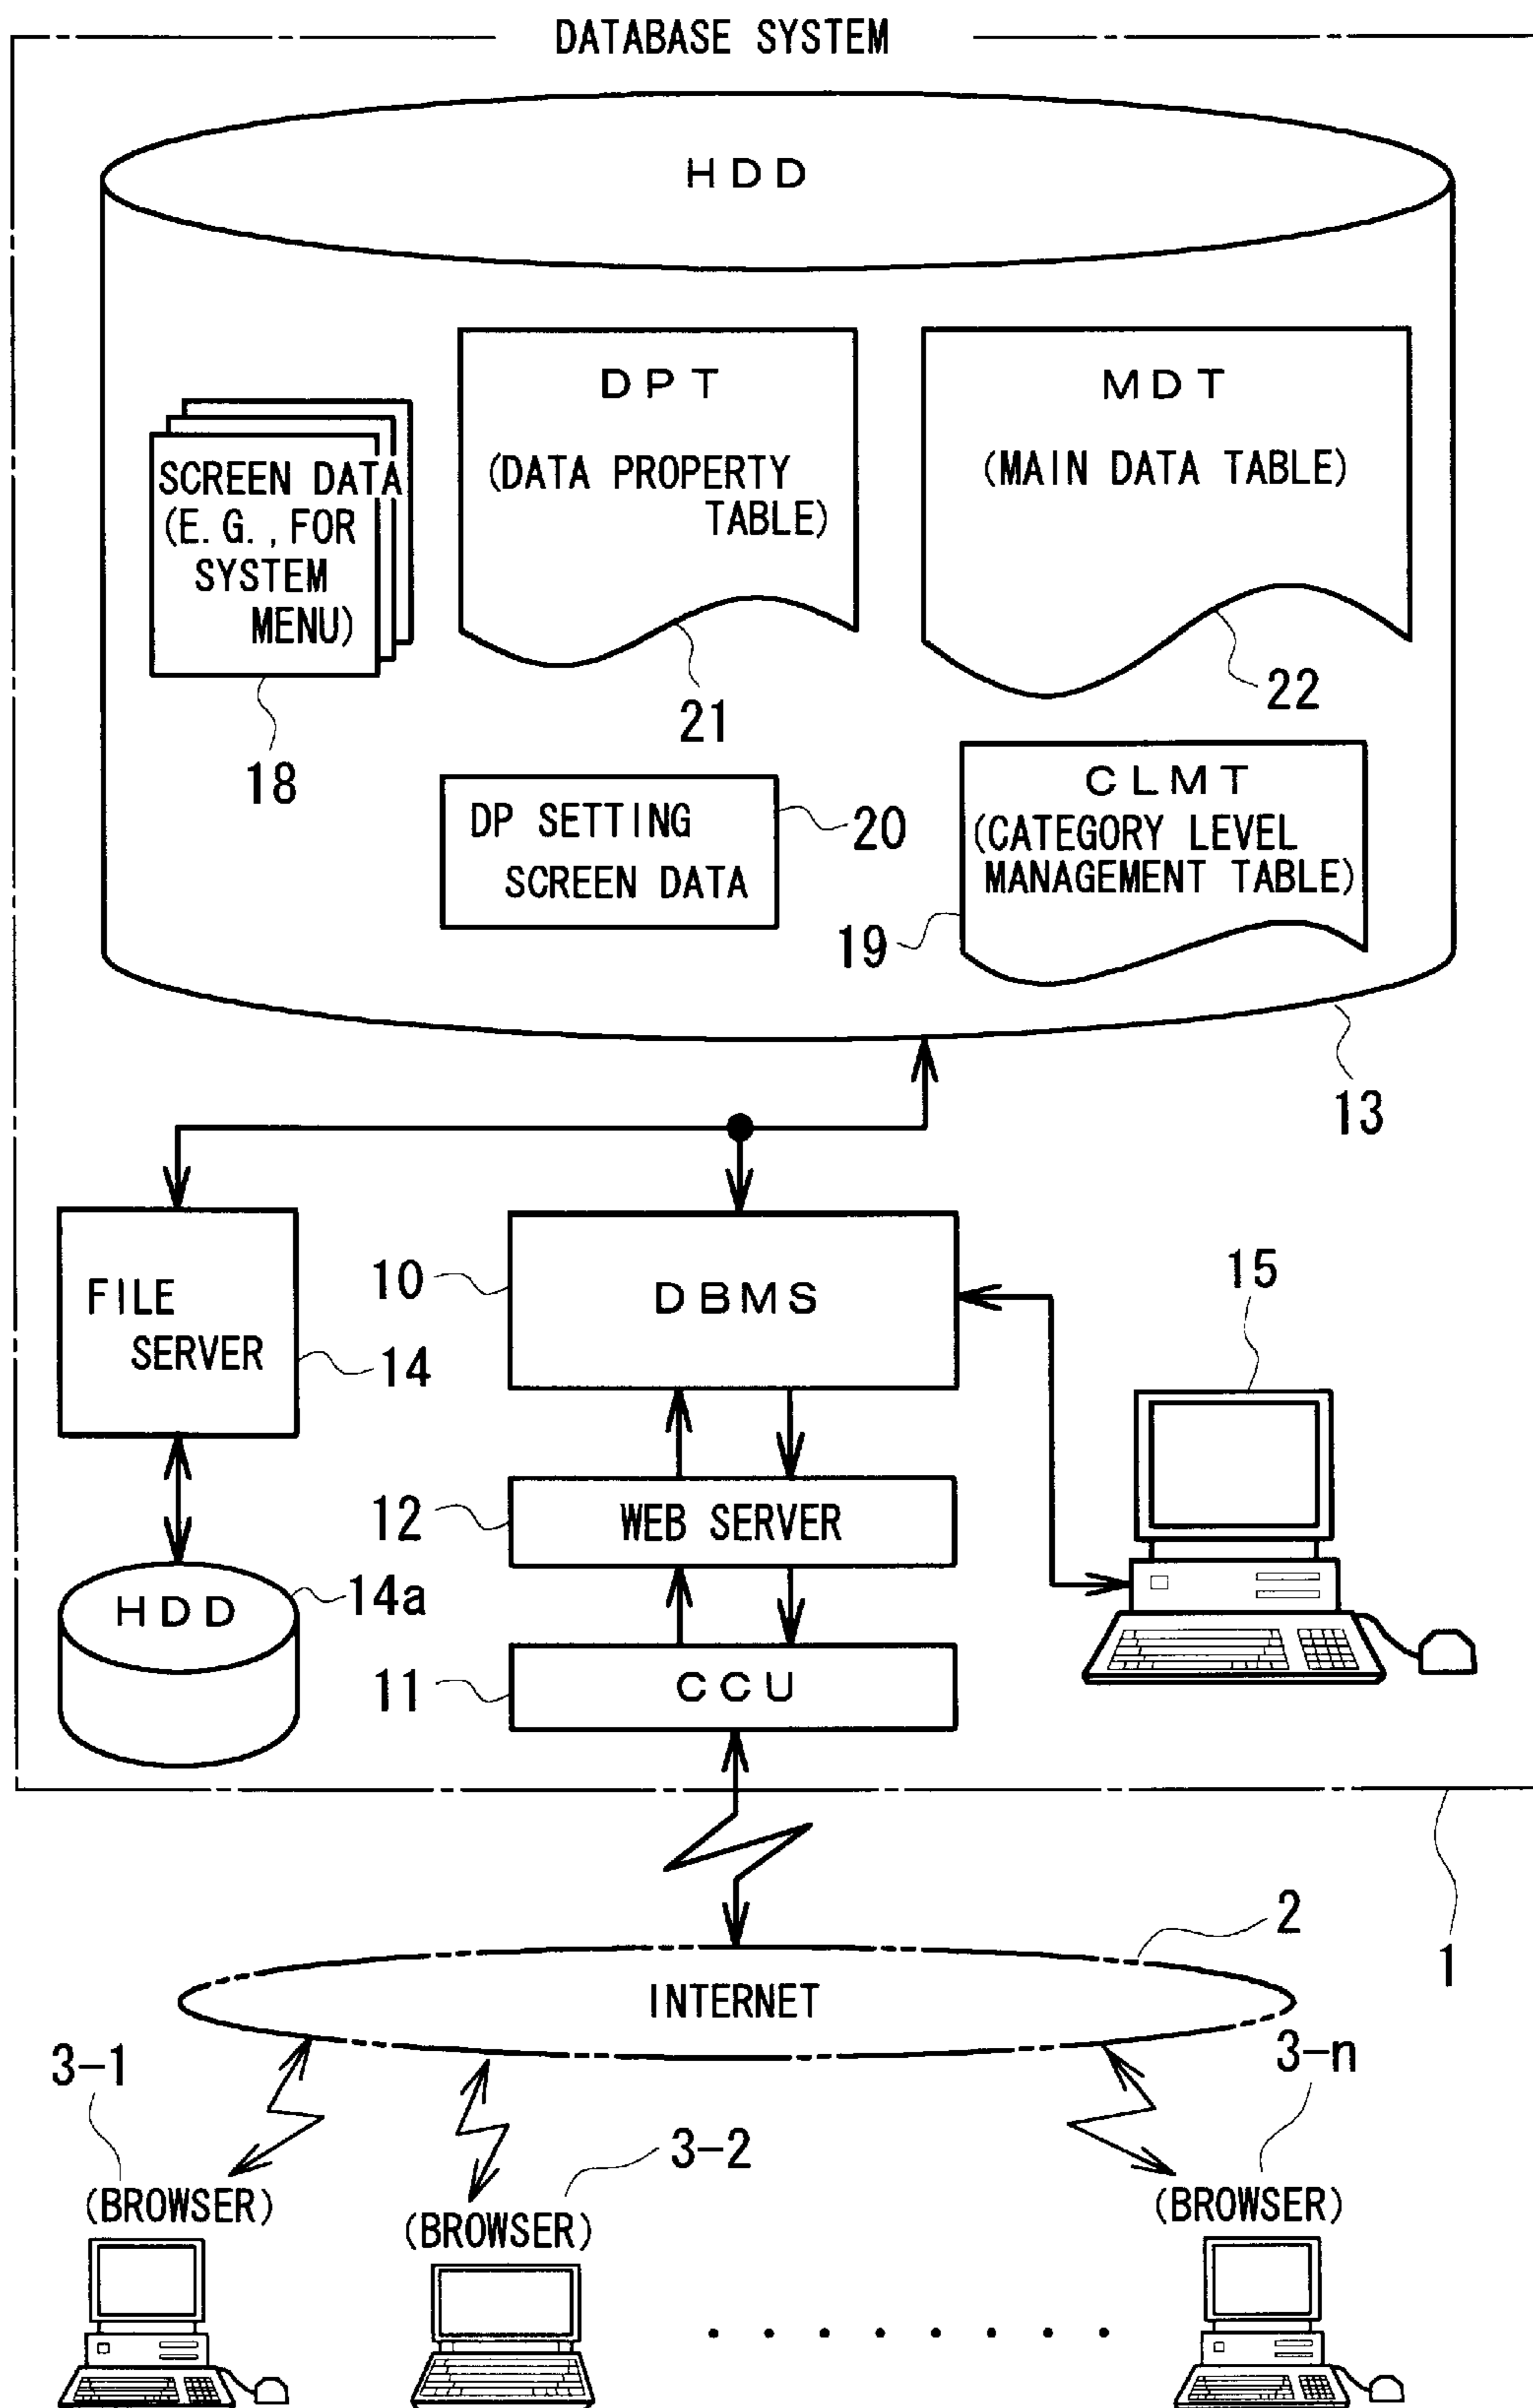 DATABASE SYSTEM
HDD
DPT
(DATA PROPERTY
TABLE)
21
MDT
(MAIN DATA TABLE)
22
SCREEN DATA
(E.G.,FOR
SYSTEM
MENU)
18
DP SETTING
SCREEN DATA
20
CLMT
(CATEGORY LEVEL
MANAGEMENT TABLE)
19
13
FILE
SERVER
14
10
DBMS
15
12
WEB SERVER
HDD
14a
11
CCU
1
2
INTERNET
3-1
(BROWSER)
3-2
(BROWSER)
3-n
(BROWSER)